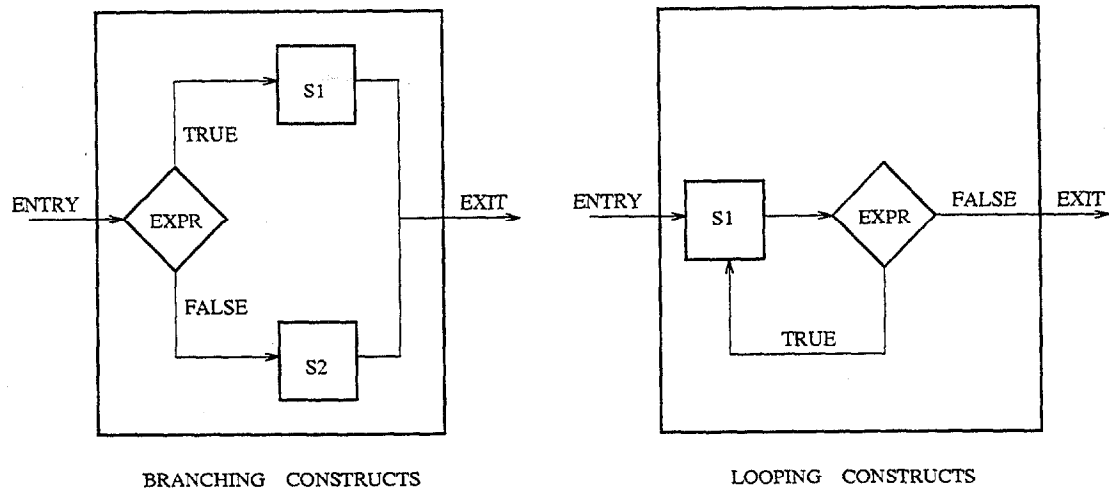 S1
TRUE
ENTRY
EXPR
EXIT
FALSE
S2
BRANCHING CONSTRUCTS
ENTRY
S1
EXPR
FALSE
EXIT
TRUE
LOOPING CONSTRUCTS